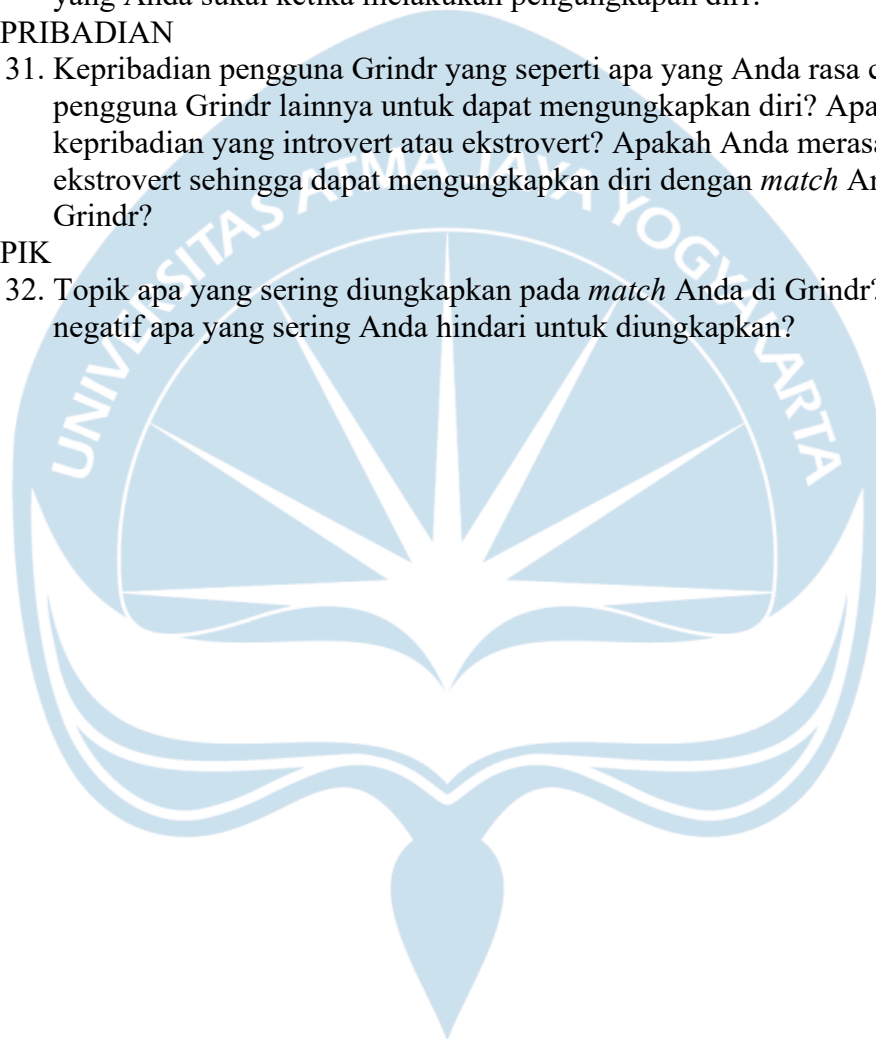 yang Anda sukai ketika melakukan pengungkapan diri?
PRIBADIAN
31. Kepribadian pengguna Grindr yang seperti apa yang Anda rasa
pengguna Grindr lainnya untuk dapat mengungkapkan diri? Apa
kepribadian yang introvert atau ekstrovert? Apakah Anda merasa
ekstrovert sehingga dapat mengungkapkan diri dengan match
Grindr?
PIK
32. Topik apa yang sering diungkapkan pada match Anda di Grindr?
negatif apa yang sering Anda hindari untuk diungkapkan?
UNIVERSITAS ATMA JAYA YOGYAKARTA